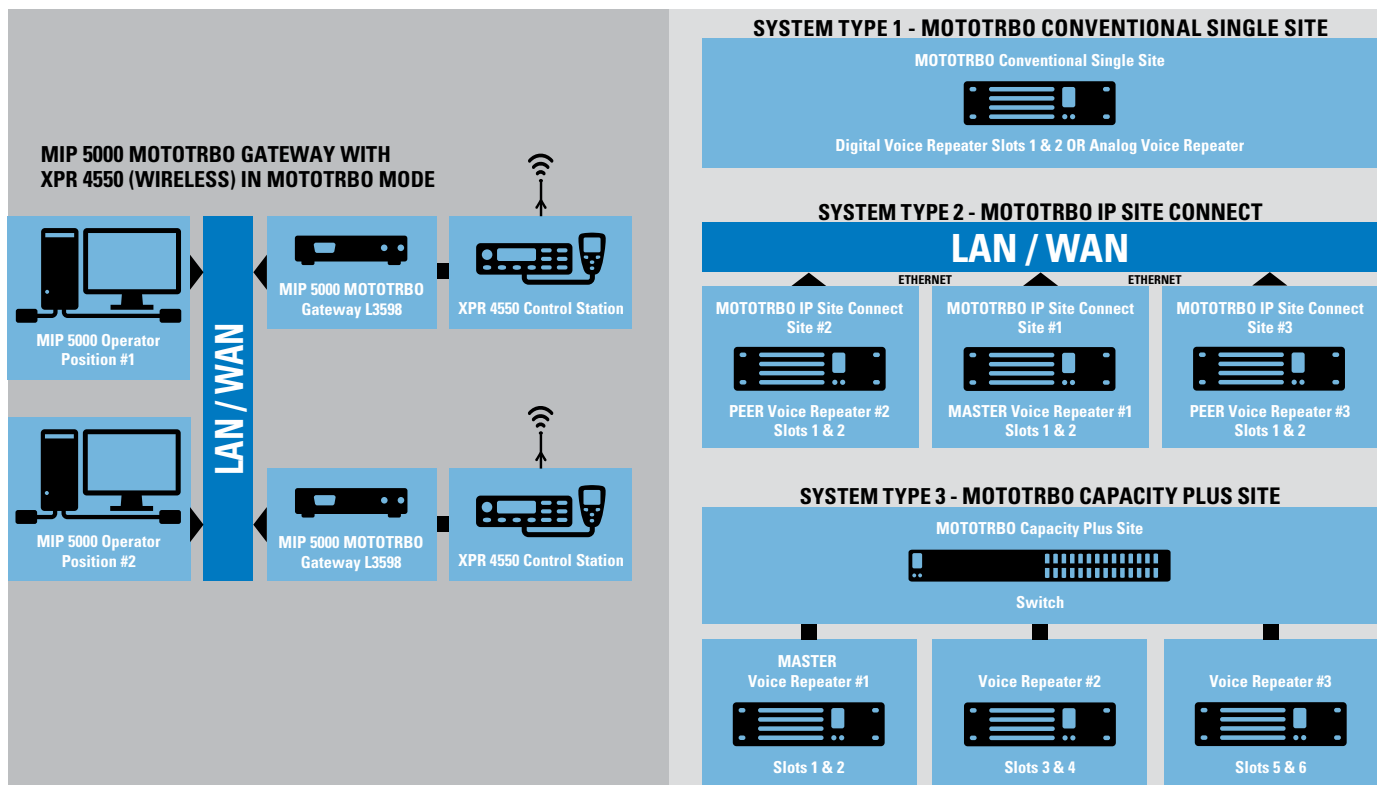 MIP 5000 MOTOTRBO GATEWAY WITH
XPR 4550 (WIRELESS) IN MOTOTRBO MODE
MIP 5000 Operator
Position #1
LAN / WAN
MIP 5000 MOTOTRBO
Gateway L3598
XPR 4550 Control Station
MIP 5000 Operator
Position #2
MIP 5000 MOTOTRBO
Gateway L3598
XPR 4550 Control Station
SYSTEM TYPE 1 - MOTOTRBO CONVENTIONAL SINGLE SITE
MOTOTRBO Conventional Single Site
Digital Voice Repeater Slots 1 & 2 OR Analog Voice Repeater
SYSTEM TYPE 2 - MOTOTRBO IP SITE CONNECT
LAN / WAN
ETHERNET
ETHERNET
MOTOTRBO IP Site Connect
Site #2
PEER Voice Repeater #2
Slots 1 & 2
MOTOTRBO IP Site Connect
Site #1
MASTER Voice Repeater #1
Slots 1 & 2
MOTOTRBO IP Site Connect
Site #3
PEER Voice Repeater #3
Slots 1 & 2
SYSTEM TYPE 3 - MOTOTRBO CAPACITY PLUS SITE
MOTOTRBO Capacity Plus Site
Switch
MASTER
Voice Repeater #1
Slots 1 & 2
Voice Repeater #2
Slots 3 & 4
Voice Repeater #3
Slots 5 & 6